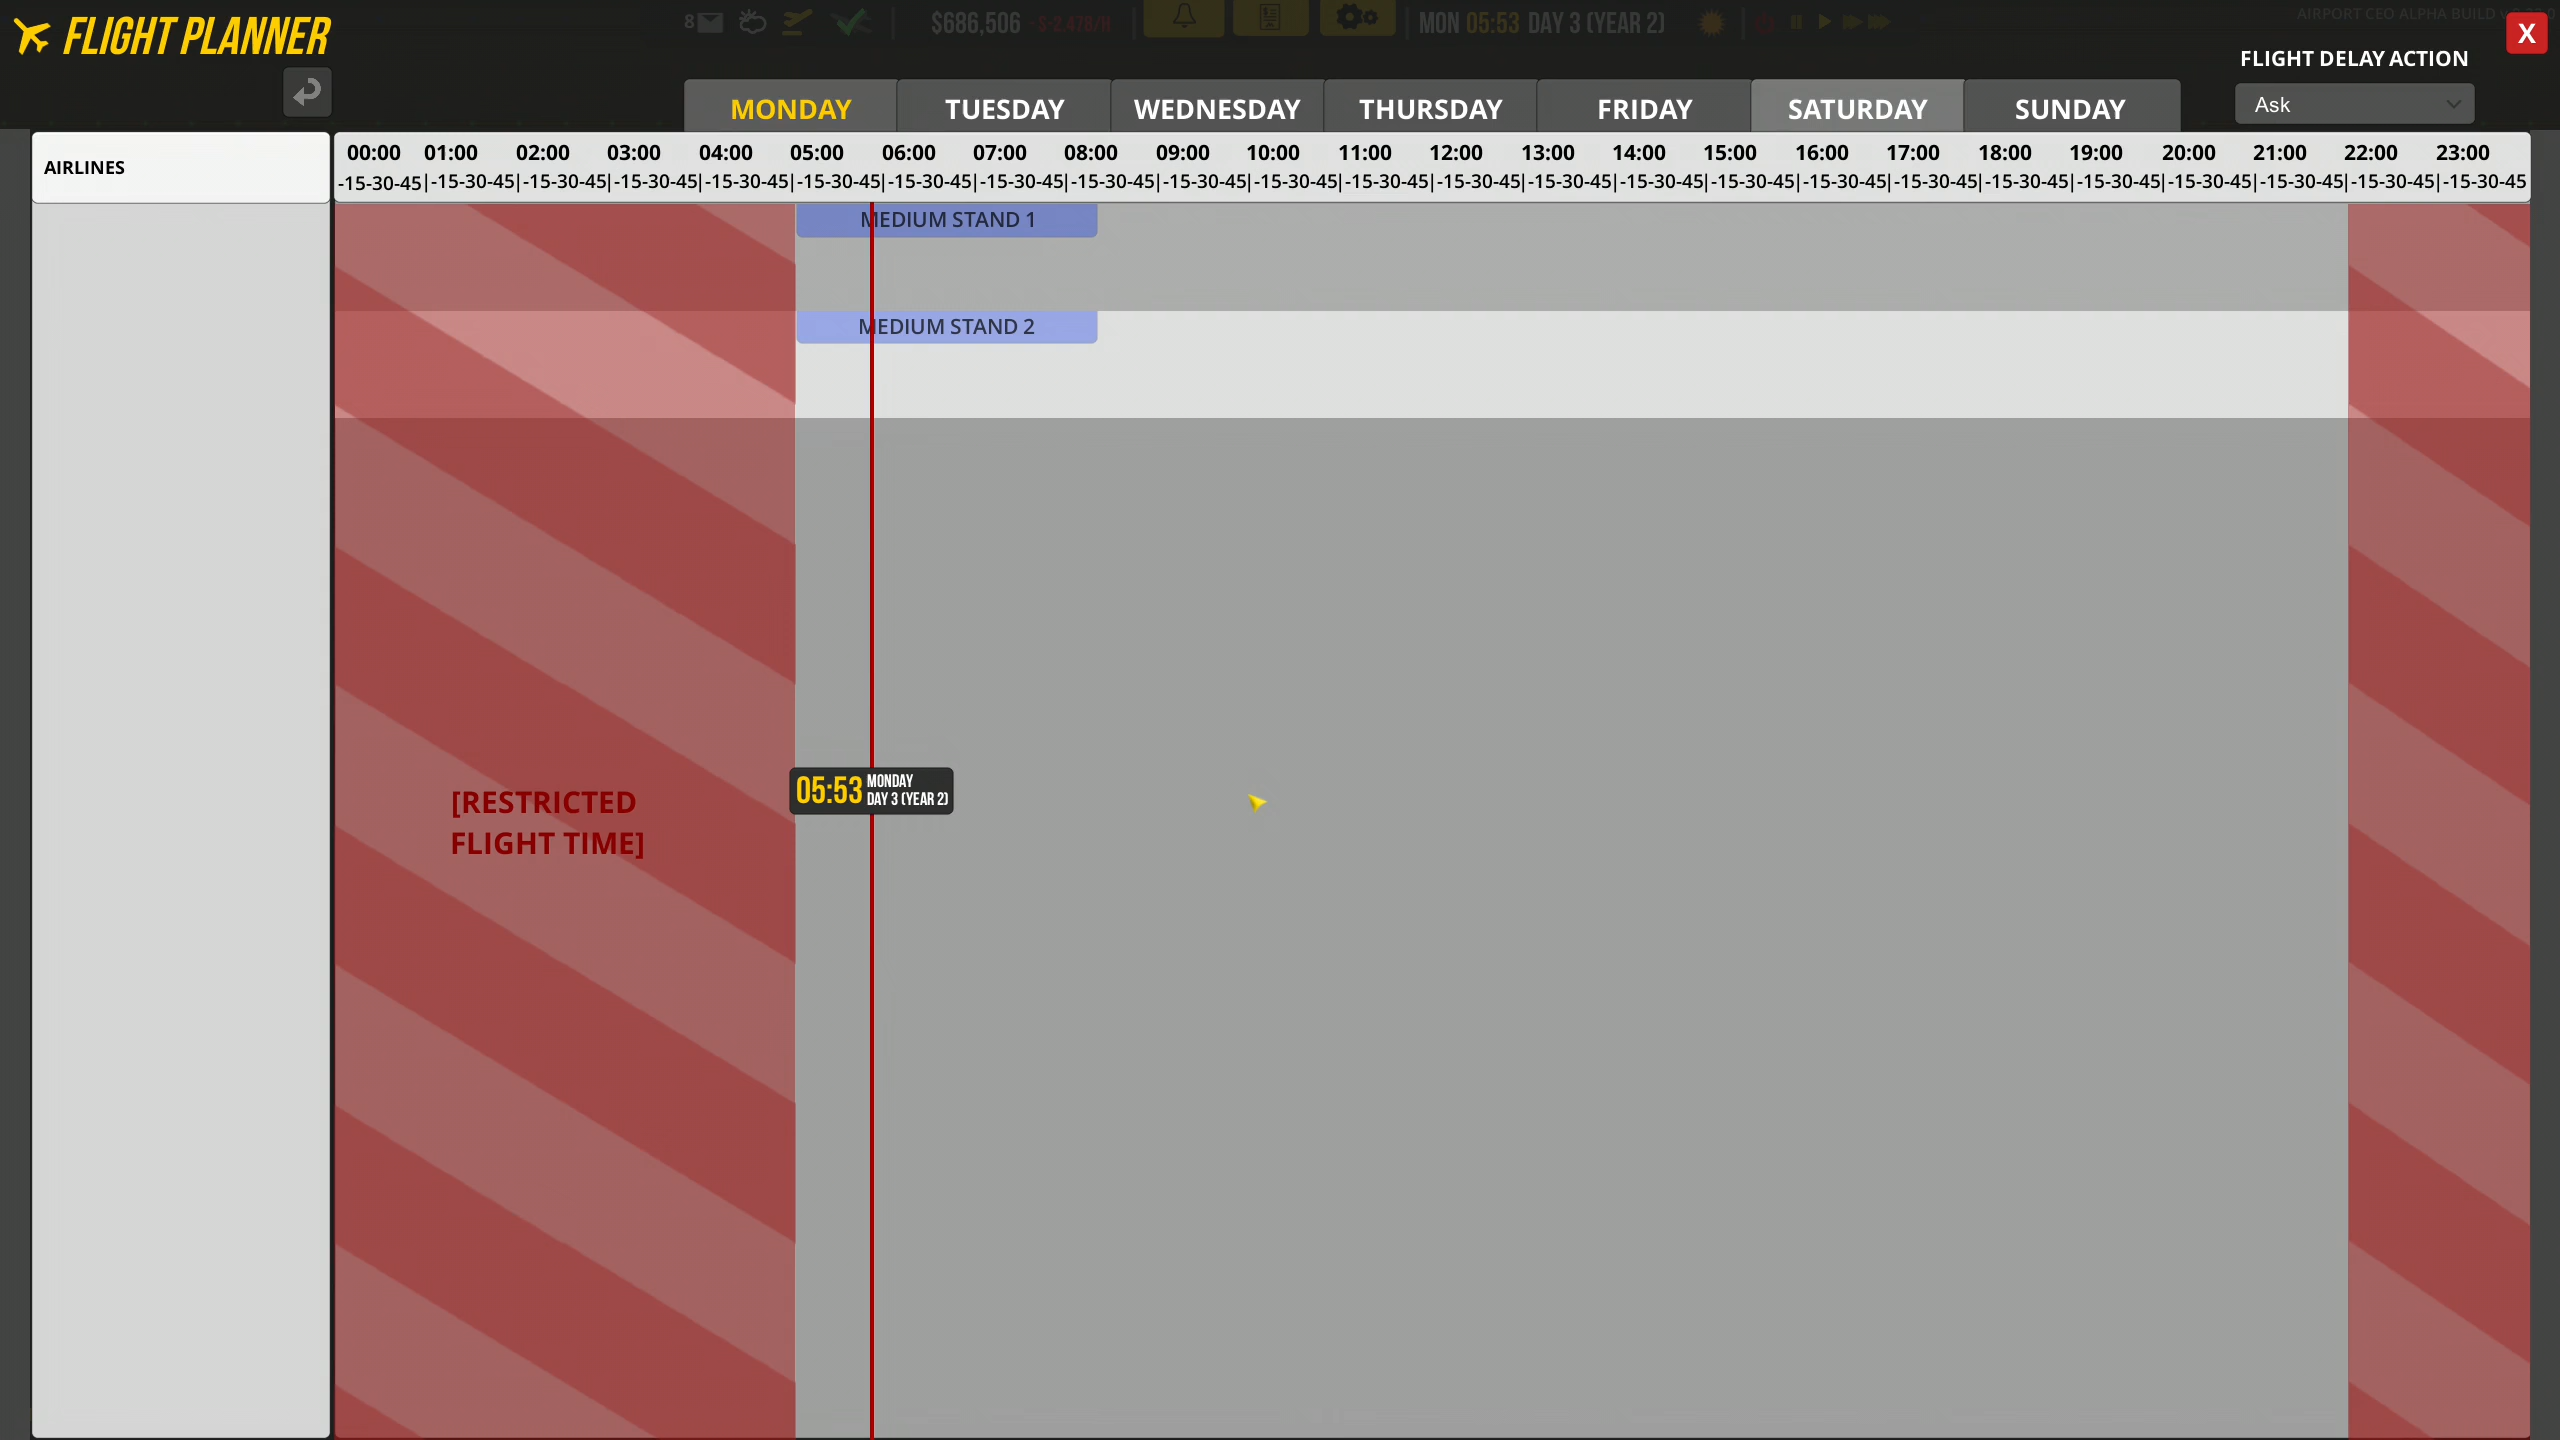 FLIGHT PLANNER
8
$686,506
$-2.478/H
MON 05:53 DAY 3 (YEAR 2)
AIRPORT CEO ALPHA BUILD
X
FLIGHT DELAY ACTION
Ask
MONDAY
TUESDAY
WEDNESDAY
THURSDAY
FRIDAY
SATURDAY
SUNDAY
AIRLINES
00:00 01:00 02:00 03:00 04:00 05:00 06:00 07:00 08:00 09:00 10:00 11:00 12:00 13:00 14:00 15:00 16:00 17:00 18:00 19:00 20:00 21:00 22:00 23:00
-15-30-45|-15-30-45|-15-30-45|-15-30-45|-15-30-45|-15-30-45|-15-30-45|-15-30-45|-15-30-45|-15-30-45|-15-30-45|-15-30-45|-15-30-45|-15-30-45|-15-30-45|-15-30-45|-15-30-45|-15-30-45|-15-30-45|-15-30-45|-15-30-45|-15-30-45|-15-30-45|-15-30-45
MEDIUM STAND 1
MEDIUM STAND 2
05:53 MONDAY
DAY 3 (YEAR 2)
[RESTRICTED
FLIGHT TIME]